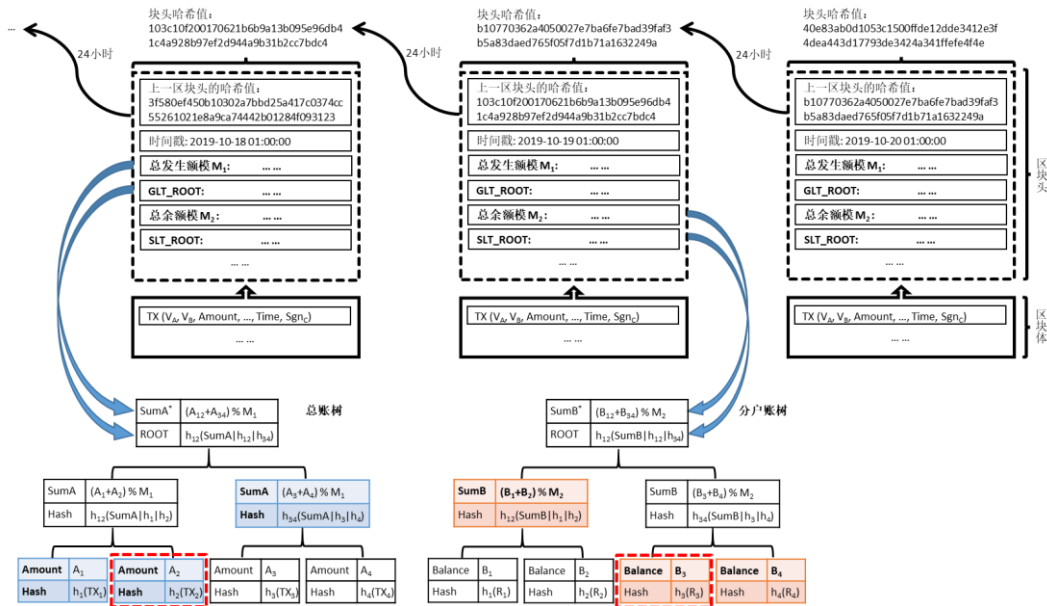 ...
24小时
块头哈希值：
103c10f200170621b6b9a13b095e96db4
1c4a928b97ef2d944a9b31b2cc7bdc4
上一区块头的哈希值：
3f580ef450b10302a7bbd25a417c0374cc
55261021e8a9ca74442b01284f093123
时间戳: 2019-10-18 01:00:00
总发生额模 M₁: ... ...
GLT_ROOT: ... ...
总余额模 M₂: ... ...
SLT_ROOT: ... ...
... ...
TX (V_A, V_B, Amount, ..., Time, Sgn_C)
... ...
24小时
块头哈希值：
b10770362a4050027e7ba6fe7bad39faf3
b5a83daed765f05f7d1b71a1632249a
上一区块头的哈希值：
103c10f200170621b6b9a13b095e96db4
1c4a928b97ef2d944a9b31b2cc7bdc4
时间戳: 2019-10-19 01:00:00
总发生额模 M₁: ... ...
GLT_ROOT: ... ...
总余额模 M₂: ... ...
SLT_ROOT: ... ...
... ...
TX (V_A, V_B, Amount, ..., Time, Sgn_C)
... ...
24小时
块头哈希值：
40e83ab0d1053c1500ffde12dde3412e3f
4dea443d17793de3424a341ffefe4f4e
上一区块头的哈希值：
b10770362a4050027e7ba6fe7bad39faf3
b5a83daed765f05f7d1b71a1632249a
时间戳: 2019-10-20 01:00:00
总发生额模 M₁: ... ...
GLT_ROOT: ... ...
总余额模 M₂: ... ...
SLT_ROOT: ... ...
... ...
TX (V_A, V_B, Amount, ..., Time, Sgn_C)
... ...
区块头
区块体
总账树
SumA* (A₁₂+A₃₄) % M₁
ROOT h₁₂(SumA|h₁₂|h₃₄)
SumA (A₁+A₂) % M₁
Hash h₁₂(SumA|h₁|h₂)
SumA (A₃+A₄) % M₁
Hash h₃₄(SumA|h₃|h₄)
Amount A₁
Hash h₁(TX₁)
Amount A₂
Hash h₂(TX₂)
Amount A₃
Hash h₃(TX₃)
Amount A₄
Hash h₄(TX₄)
分户账树
SumB* (B₁₂+B₃₄) % M₂
ROOT h₁₂(SumB|h₁₂|h₃₄)
SumB (B₁+B₂) % M₂
Hash h₁₂(SumB|h₁|h₂)
SumB (B₃+B₄) % M₂
Hash h₃₄(SumB|h₃|h₄)
Balance B₁
Hash h₁(R₁)
Balance B₂
Hash h₂(R₂)
Balance B₃
Hash h₃(R₃)
Balance B₄
Hash h₄(R₄)